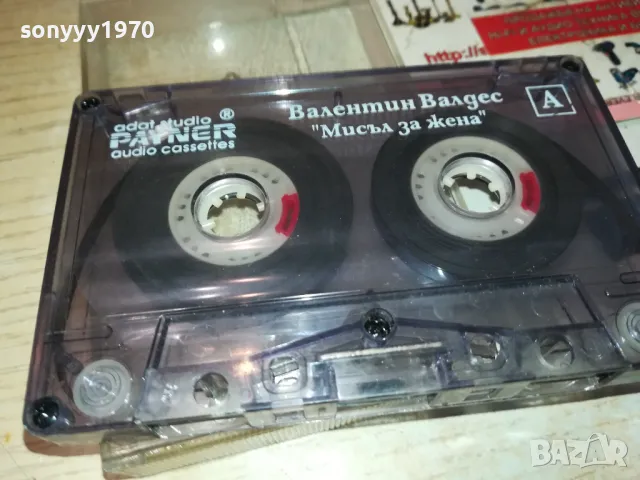 sonyyy1970
adat studio
PAYNER ®
audio cassettes
Валентин Валдес
"Мисъл за жена"
A
http://
BAZAR